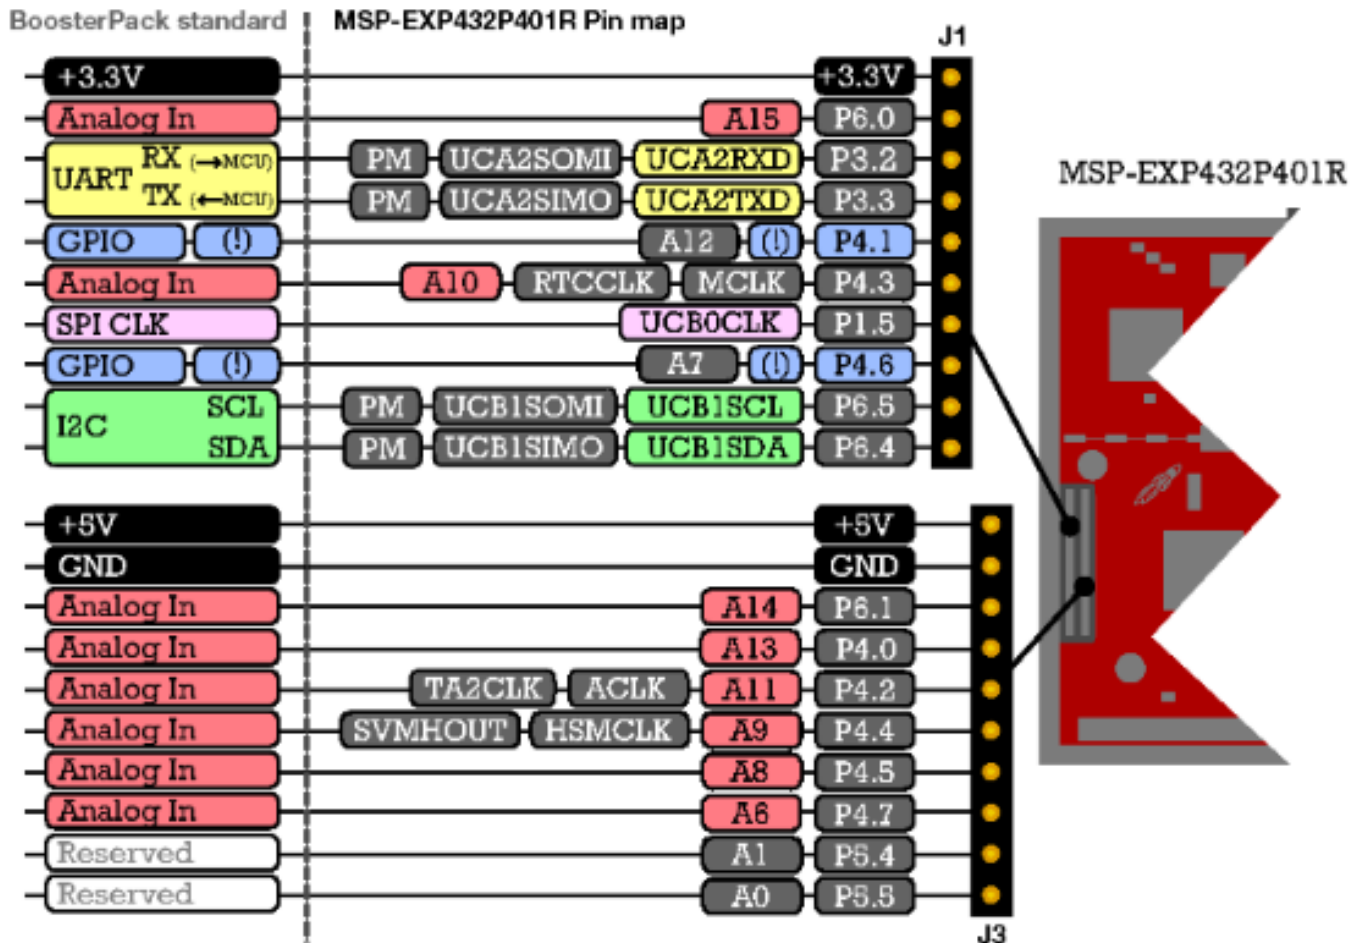 BoosterPack standard MSP-EXP432P401R Pin map
J1
+3.3V +3.3V
Analog In A15 P6.0
UART RX (→MCU) PM UCA2SOMI UCA2RXD P3.2
TX (←MCU) PM UCA2SIMO UCA2TXD P3.3
GPIO (!) A12 (!) P4.1
Analog In A10 RTCCLK MCLK P4.3
SPI CLK UCB0CLK P1.5
GPIO (!) A7 (!) P4.6
I2C SCL PM UCB1SOMI UCB1SCL P6.5
SDA PM UCB1SIMO UCB1SDA P6.4
MSP-EXP432P401R
+5V +5V
GND GND
Analog In A14 P6.1
Analog In A13 P4.0
Analog In TA2CLK ACLK A11 P4.2
Analog In SVMHOUT HSMCLK A9 P4.4
Analog In A8 P4.5
Analog In A6 P4.7
Reserved A1 P5.4
Reserved A0 P5.5
J3